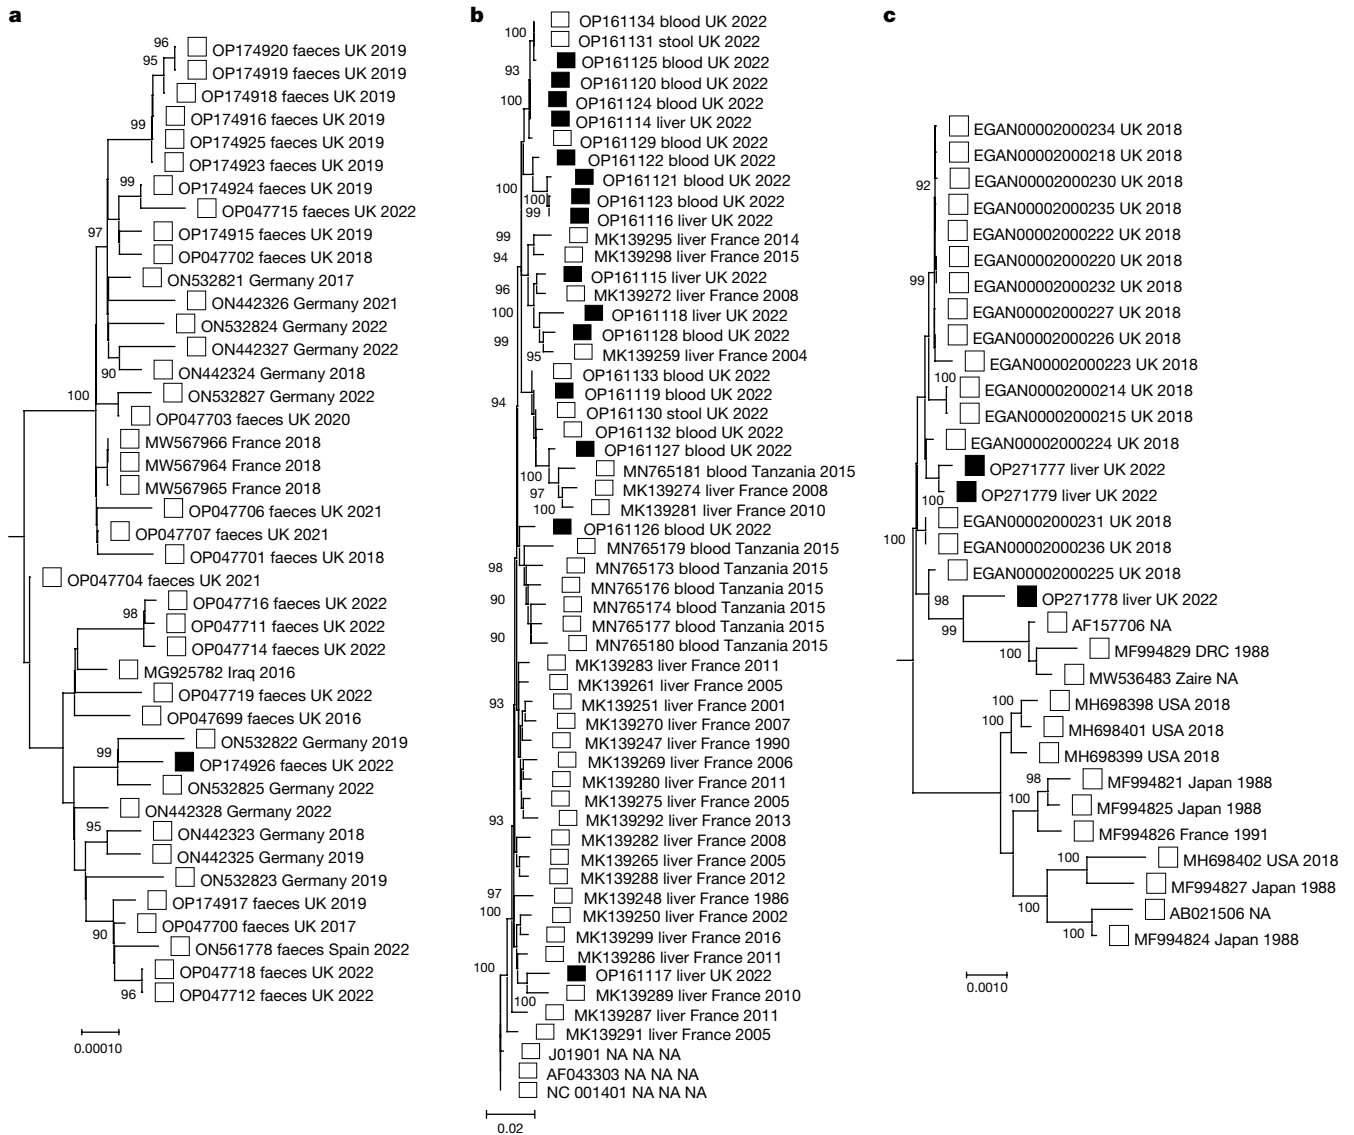 a
96
OP174920 faeces UK 2019
95
OP174919 faeces UK 2019
OP174918 faeces UK 2019
99
OP174916 faeces UK 2019
OP174925 faeces UK 2019
OP174923 faeces UK 2019
99
OP174924 faeces UK 2019
OP047715 faeces UK 2022
97
OP174915 faeces UK 2019
OP047702 faeces UK 2018
ON532821 Germany 2017
ON442326 Germany 2021
ON532824 Germany 2022
ON442327 Germany 2022
90
ON442324 Germany 2018
100
ON532827 Germany 2022
OP047703 faeces UK 2020
MW567966 France 2018
MW567964 France 2018
MW567965 France 2018
OP047706 faeces UK 2021
OP047707 faeces UK 2021
OP047701 faeces UK 2018
OP047704 faeces UK 2021
98
OP047716 faeces UK 2022
OP047711 faeces UK 2022
OP047714 faeces UK 2022
MG925782 Iraq 2016
OP047719 faeces UK 2022
OP047699 faeces UK 2016
99
ON532822 Germany 2019
OP174926 faeces UK 2022
ON532825 Germany 2022
ON442328 Germany 2022
95
ON442323 Germany 2018
ON442325 Germany 2019
ON532823 Germany 2019
OP174917 faeces UK 2019
90
OP047700 faeces UK 2017
ON561778 faeces Spain 2022
OP047718 faeces UK 2022
96
OP047712 faeces UK 2022
0.00010
b
OP161134 blood UK 2022
100
OP161131 stool UK 2022
OP161125 blood UK 2022
93
OP161120 blood UK 2022
100
OP161124 blood UK 2022
OP161114 liver UK 2022
OP161129 blood UK 2022
OP161122 blood UK 2022
100
OP161121 blood UK 2022
100
OP161123 blood UK 2022
99
OP161116 liver UK 2022
99
MK139295 liver France 2014
94
MK139298 liver France 2015
OP161115 liver UK 2022
96
MK139272 liver France 2008
100
OP161118 liver UK 2022
99
OP161128 blood UK 2022
95
MK139259 liver France 2004
OP161133 blood UK 2022
94
OP161119 blood UK 2022
OP161130 stool UK 2022
OP161132 blood UK 2022
OP161127 blood UK 2022
100
MN765181 blood Tanzania 2015
97
MK139274 liver France 2008
100
MK139281 liver France 2010
OP161126 blood UK 2022
MN765179 blood Tanzania 2015
98
MN765173 blood Tanzania 2015
MN765176 blood Tanzania 2015
90
MN765174 blood Tanzania 2015
MN765177 blood Tanzania 2015
90
MN765180 blood Tanzania 2015
MK139283 liver France 2011
MK139261 liver France 2005
93
MK139251 liver France 2001
MK139270 liver France 2007
MK139247 liver France 1990
MK139269 liver France 2006
MK139280 liver France 2011
MK139275 liver France 2005
93
MK139292 liver France 2013
MK139282 liver France 2008
MK139265 liver France 2005
MK139288 liver France 2012
97
MK139248 liver France 1986
100
MK139250 liver France 2002
MK139299 liver France 2016
MK139286 liver France 2011
100
OP161117 liver UK 2022
100
MK139289 liver France 2010
MK139287 liver France 2011
MK139291 liver France 2005
J01901 NA NA NA
AF043303 NA NA NA
NC 001401 NA NA NA
0.02
c
EGAN00002000234 UK 2018
EGAN00002000218 UK 2018
92
EGAN00002000230 UK 2018
EGAN00002000235 UK 2018
EGAN00002000222 UK 2018
EGAN00002000220 UK 2018
99
EGAN00002000232 UK 2018
EGAN00002000227 UK 2018
EGAN00002000226 UK 2018
EGAN00002000223 UK 2018
100
EGAN00002000214 UK 2018
EGAN00002000215 UK 2018
EGAN00002000224 UK 2018
OP271777 liver UK 2022
100
OP271779 liver UK 2022
EGAN00002000231 UK 2018
100
EGAN00002000236 UK 2018
EGAN00002000225 UK 2018
98
OP271778 liver UK 2022
99
AF157706 NA
100
MF994829 DRC 1988
MW536483 Zaire NA
100
MH698398 USA 2018
100
MH698401 USA 2018
MH698399 USA 2018
98
MF994821 Japan 1988
100
MF994825 Japan 1988
MF994826 France 1991
100
MH698402 USA 2018
MF994827 Japan 1988
100
AB021506 NA
100
MF994824 Japan 1988
0.0010